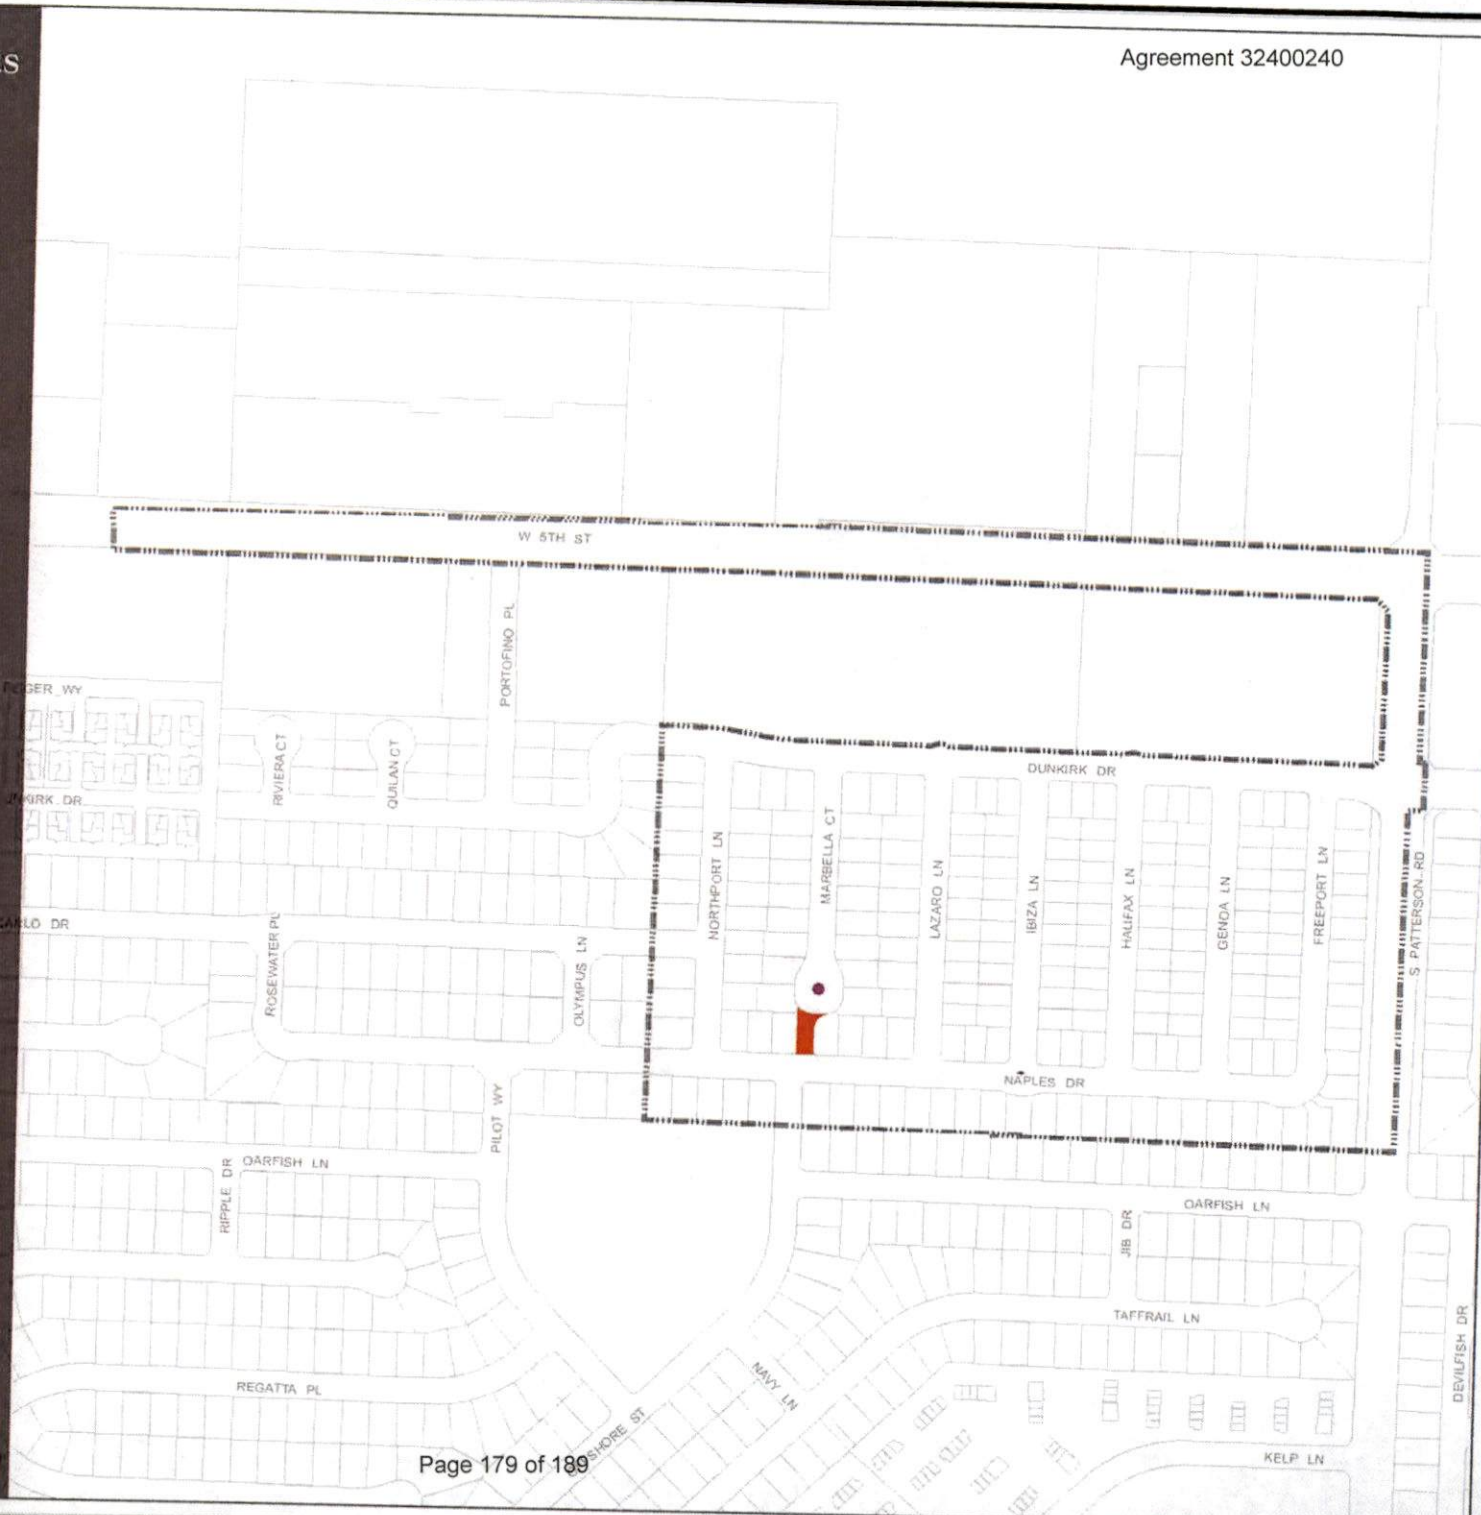 Agreement 32400240
W 5TH ST
PORTOFINO PL
RIVIERA CT
QUILAN CT
DUNKIRK DR
NORTHPORT LN
MARBELLA CT
LAZARO LN
IBIZA LN
HALIFAX LN
GENOA LN
FREEPORT LN
S PATTERSON RD
ROSEWATER PL
OLYMPUS LN
NAPLES DR
PILOT WY
OARFISH LN
RIPPLE DR
OARFISH LN
JIB DR
TAFFRAIL LN
DEVILFISH DR
REGATTA PL
NAVY LN
KELP LN
Page 179 of 189